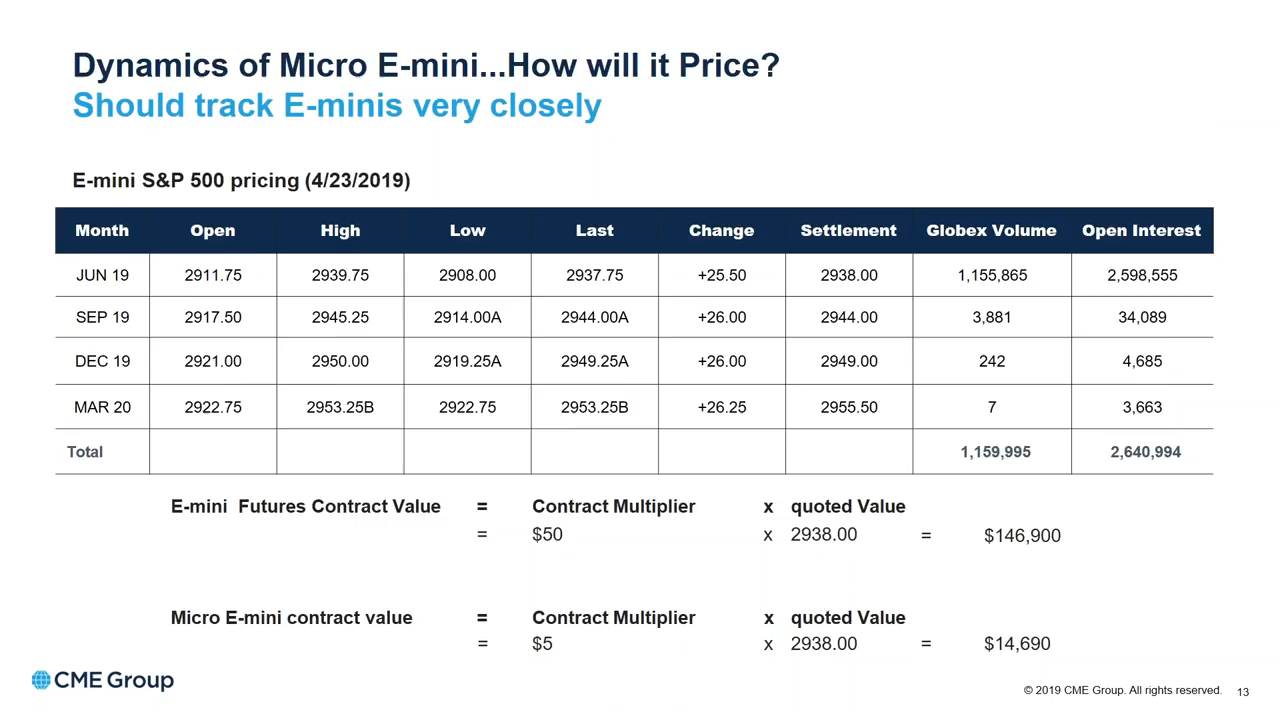 Dynamics of Micro E-mini...How will it Price?
Should track E-minis very closely
E-mini S&P 500 pricing (4/23/2019)
Month Open High Low Last Change Settlement Globex Volume Open Interest
JUN 19 2911.75 2939.75 2908.00 2937.75 +25.50 2938.00 1,155,865 2,598,555
SEP 19 2917.50 2945.25 2914.00A 2944.00A +26.00 2944.00 3,881 34,089
DEC 19 2921.00 2950.00 2919.25A 2949.25A +26.00 2949.00 242 4,685
MAR 20 2922.75 2953.25B 2922.75 2953.25B +26.25 2955.50 7 3,663
Total 1,159,995 2,640,994
E-mini Futures Contract Value = Contract Multiplier x quoted Value
= $50 x 2938.00 = $146,900
Micro E-mini contract value = Contract Multiplier x quoted Value
= $5 x 2938.00 = $14,690
CME Group
© 2019 CME Group. All rights reserved. 13